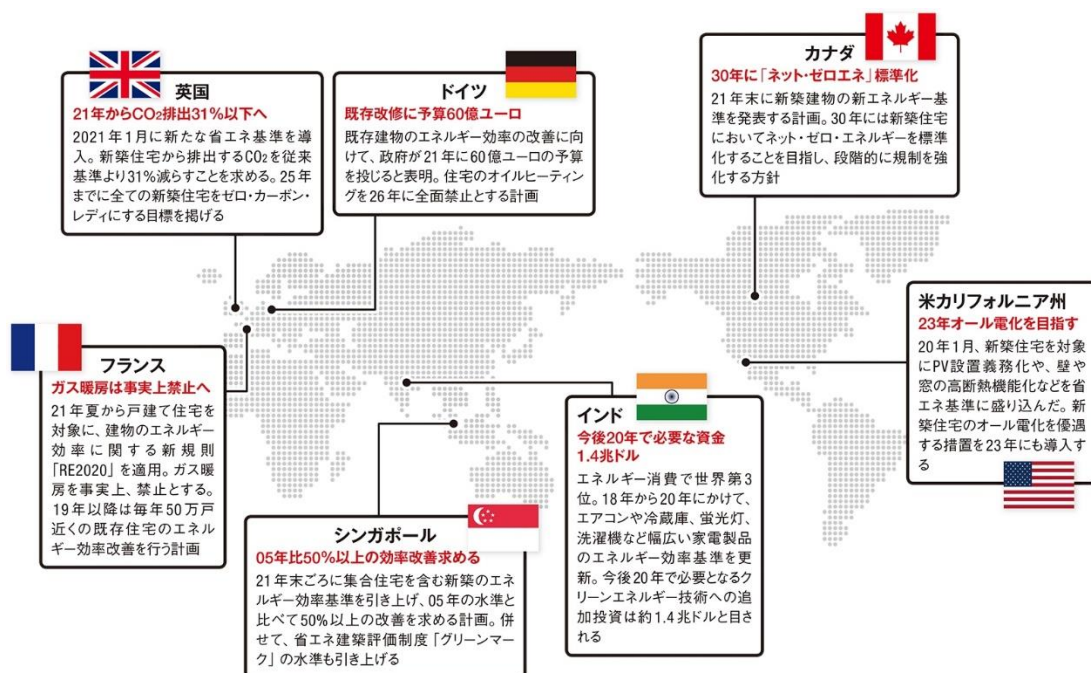 英国
21年からCO2排出31%以下へ
2021年1月に新たな省エネ基準を導
入。新築住宅から排出するCO2を従来
基準より31%減らすことを求める。25年
までに全ての新築住宅をゼロ・カーボン・
レディにする目標を掲げる
ドイツ
既存改修に予算60億ユーロ
既存建物のエネルギー効率の改善に向
けて、政府が21年に60億ユーロの予算
を投じると表明。住宅のオイルヒーティン
グを26年に全面禁止とする計画
カナダ
30年に「ネット・ゼロエネ」標準化
21年末に新築建物の新エネルギー基
準を発表する計画。30年には新築住宅
においてネット・ゼロ・エネルギーを標準
化することを目指し、段階的に規制を強
化する方針
フランス
ガス暖房は事実上禁止へ
21年夏から戸建て住宅を
対象に、建物のエネルギー
効率に関する新規則
「RE2020」を適用。ガス暖
房を事実上、禁止とする。
19年以降は毎年50万戸
近くの既存住宅のエネル
ギー効率改善を行う計画
シンガポール
05年比50%以上の効率改善求める
21年末ごろに集合住宅を含む新築のエネ
ルギー効率基準を引き上げ、05年の水準と
比べて50%以上の改善を求める計画。併
せて、省エネ建築評価制度「グリーンマー
ク」の水準も引き上げる
インド
今後20年で必要な資金
1.4兆ドル
エネルギー消費で世界第3
位。18年から20年にかけて、
エアコンや冷蔵庫、蛍光灯、
洗濯機など幅広い家電製品
のエネルギー効率基準を更
新。今後20年で必要となるク
リーンエネルギー技術への追
加投資は約1.4兆ドルと目さ
れる
米カリフォルニア州
23年オール電化を目指す
20年1月、新築住宅を対象
にPV設置義務化や、壁や
窓の高断熱機能化などを省
エネ基準に盛り込んだ。新
築住宅のオール電化を優遇
する措置を23年にも導入す
る